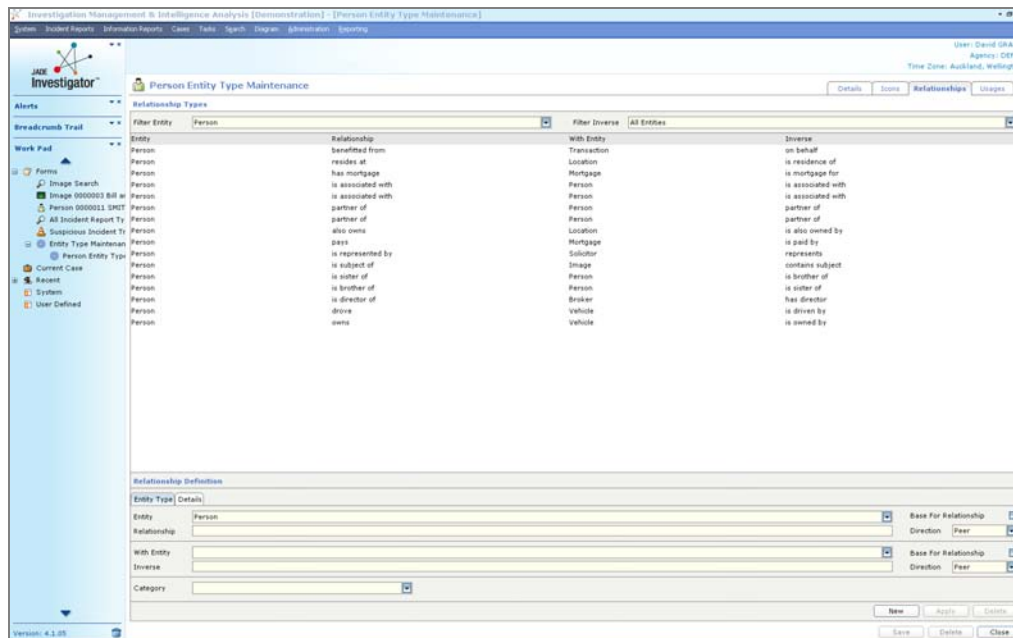 Investigation Management & Intelligence Analysis [Demonstration] - [Person Entity Type Maintenance]
System Incident Reports Information Reports Cases Tasks Search Diagram Administration Reporting
User: David GRA
Agency: DEM
Time Zone: Auckland, Welling
JADE
Investigator™
Person Entity Type Maintenance
Details Icons Relationships Usages
Alerts
Breadcrumb Trail
Work Pad
Forms
Image Search
Image 0000003 Bill a
Person 0000011 SMIT
All Incident Report Ty
Suspicious Incident Tr
Entity Type Maintenan
Person Entity Type
Current Case
Recent
System
User Defined
Relationship Types
Filter Entity Person Filter Inverse All Entities
Entity Relationship With Entity Inverse
Person benefitted from Transaction on behalf
Person resides at Location is residence of
Person has mortgage Mortgage is mortgage for
Person is associated with Person is associated with
Person is associated with Person is associated with
Person partner of Person partner of
Person partner of Person partner of
Person also owns Location is also owned by
Person pays Mortgage is paid by
Person is represented by Solicitor represents
Person is subject of Image contains subject
Person is sister of Person is brother of
Person is brother of Person is sister of
Person is director of Broker has director
Person drove Vehicle is driven by
Person owns Vehicle is owned by
Relationship Definition
Entity Type Details
Entity Person Base For Relationship
Relationship Direction Peer
With Entity Base For Relationship
Inverse Direction Peer
Category
New Apply Delete
Version: 4.1.05 Save Delete Close